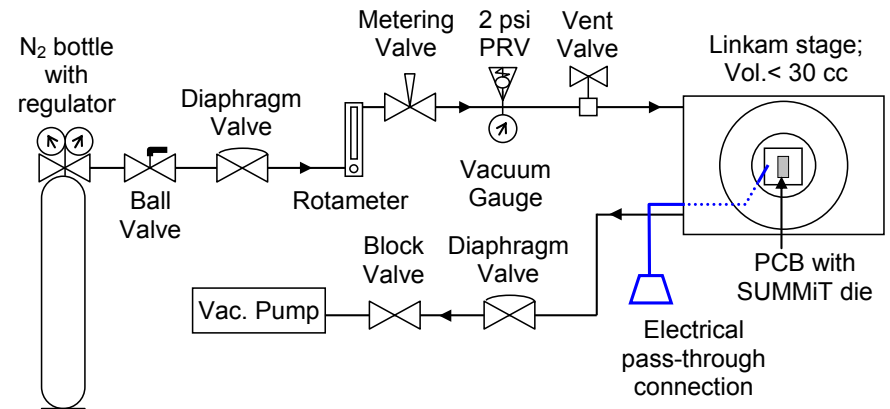 N2 bottle
with
regulator
Diaphragm
Valve
Ball
Valve
Rotameter
Metering
Valve
2 psi
PRV
Vent
Valve
Vacuum
Gauge
Linkam stage;
Vol.< 30 cc
PCB with
SUMMiT die
Electrical
pass-through
connection
Diaphragm
Valve
Block
Valve
Vac. Pump